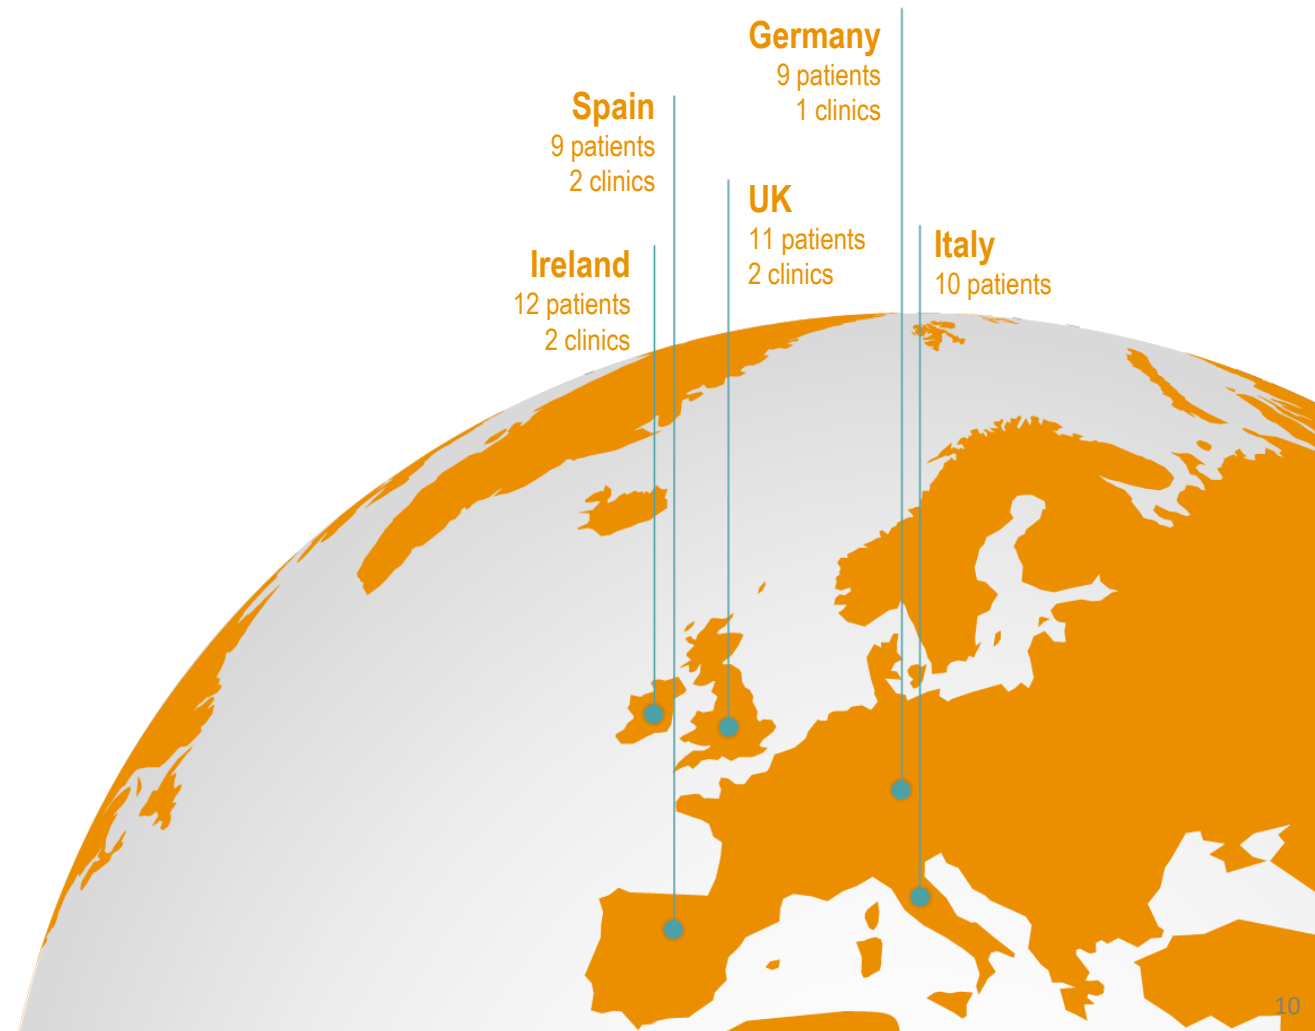 Germany
9 patients
1 clinics
Spain
9 patients
2 clinics
UK
11 patients
2 clinics
Italy
10 patients
Ireland
12 patients
2 clinics
10